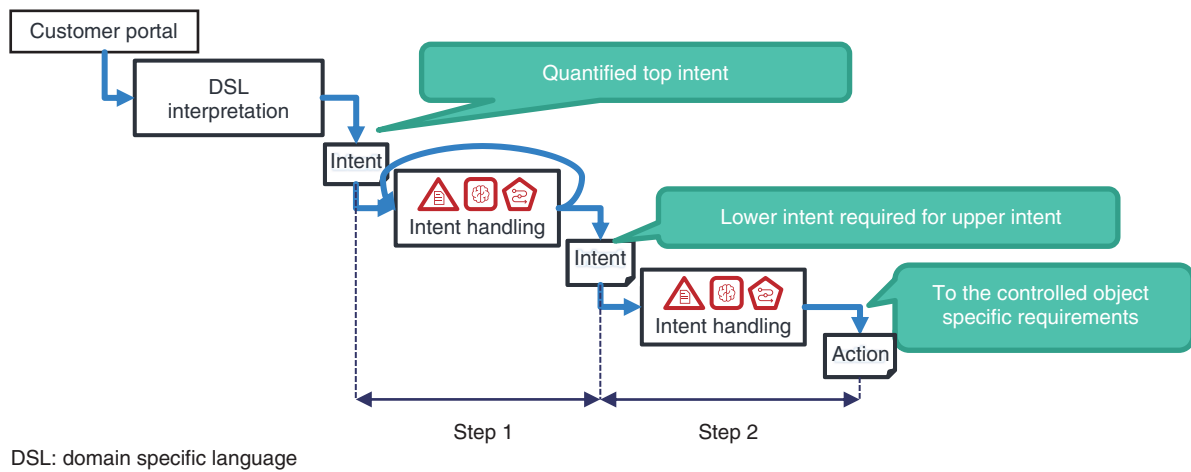 Customer portal
DSL
interpretation
Quantified top intent
Intent
Intent handling
Lower intent required for upper intent
Intent
Intent handling
To the controlled object
specific requirements
Action
Step 1
Step 2
DSL: domain specific language